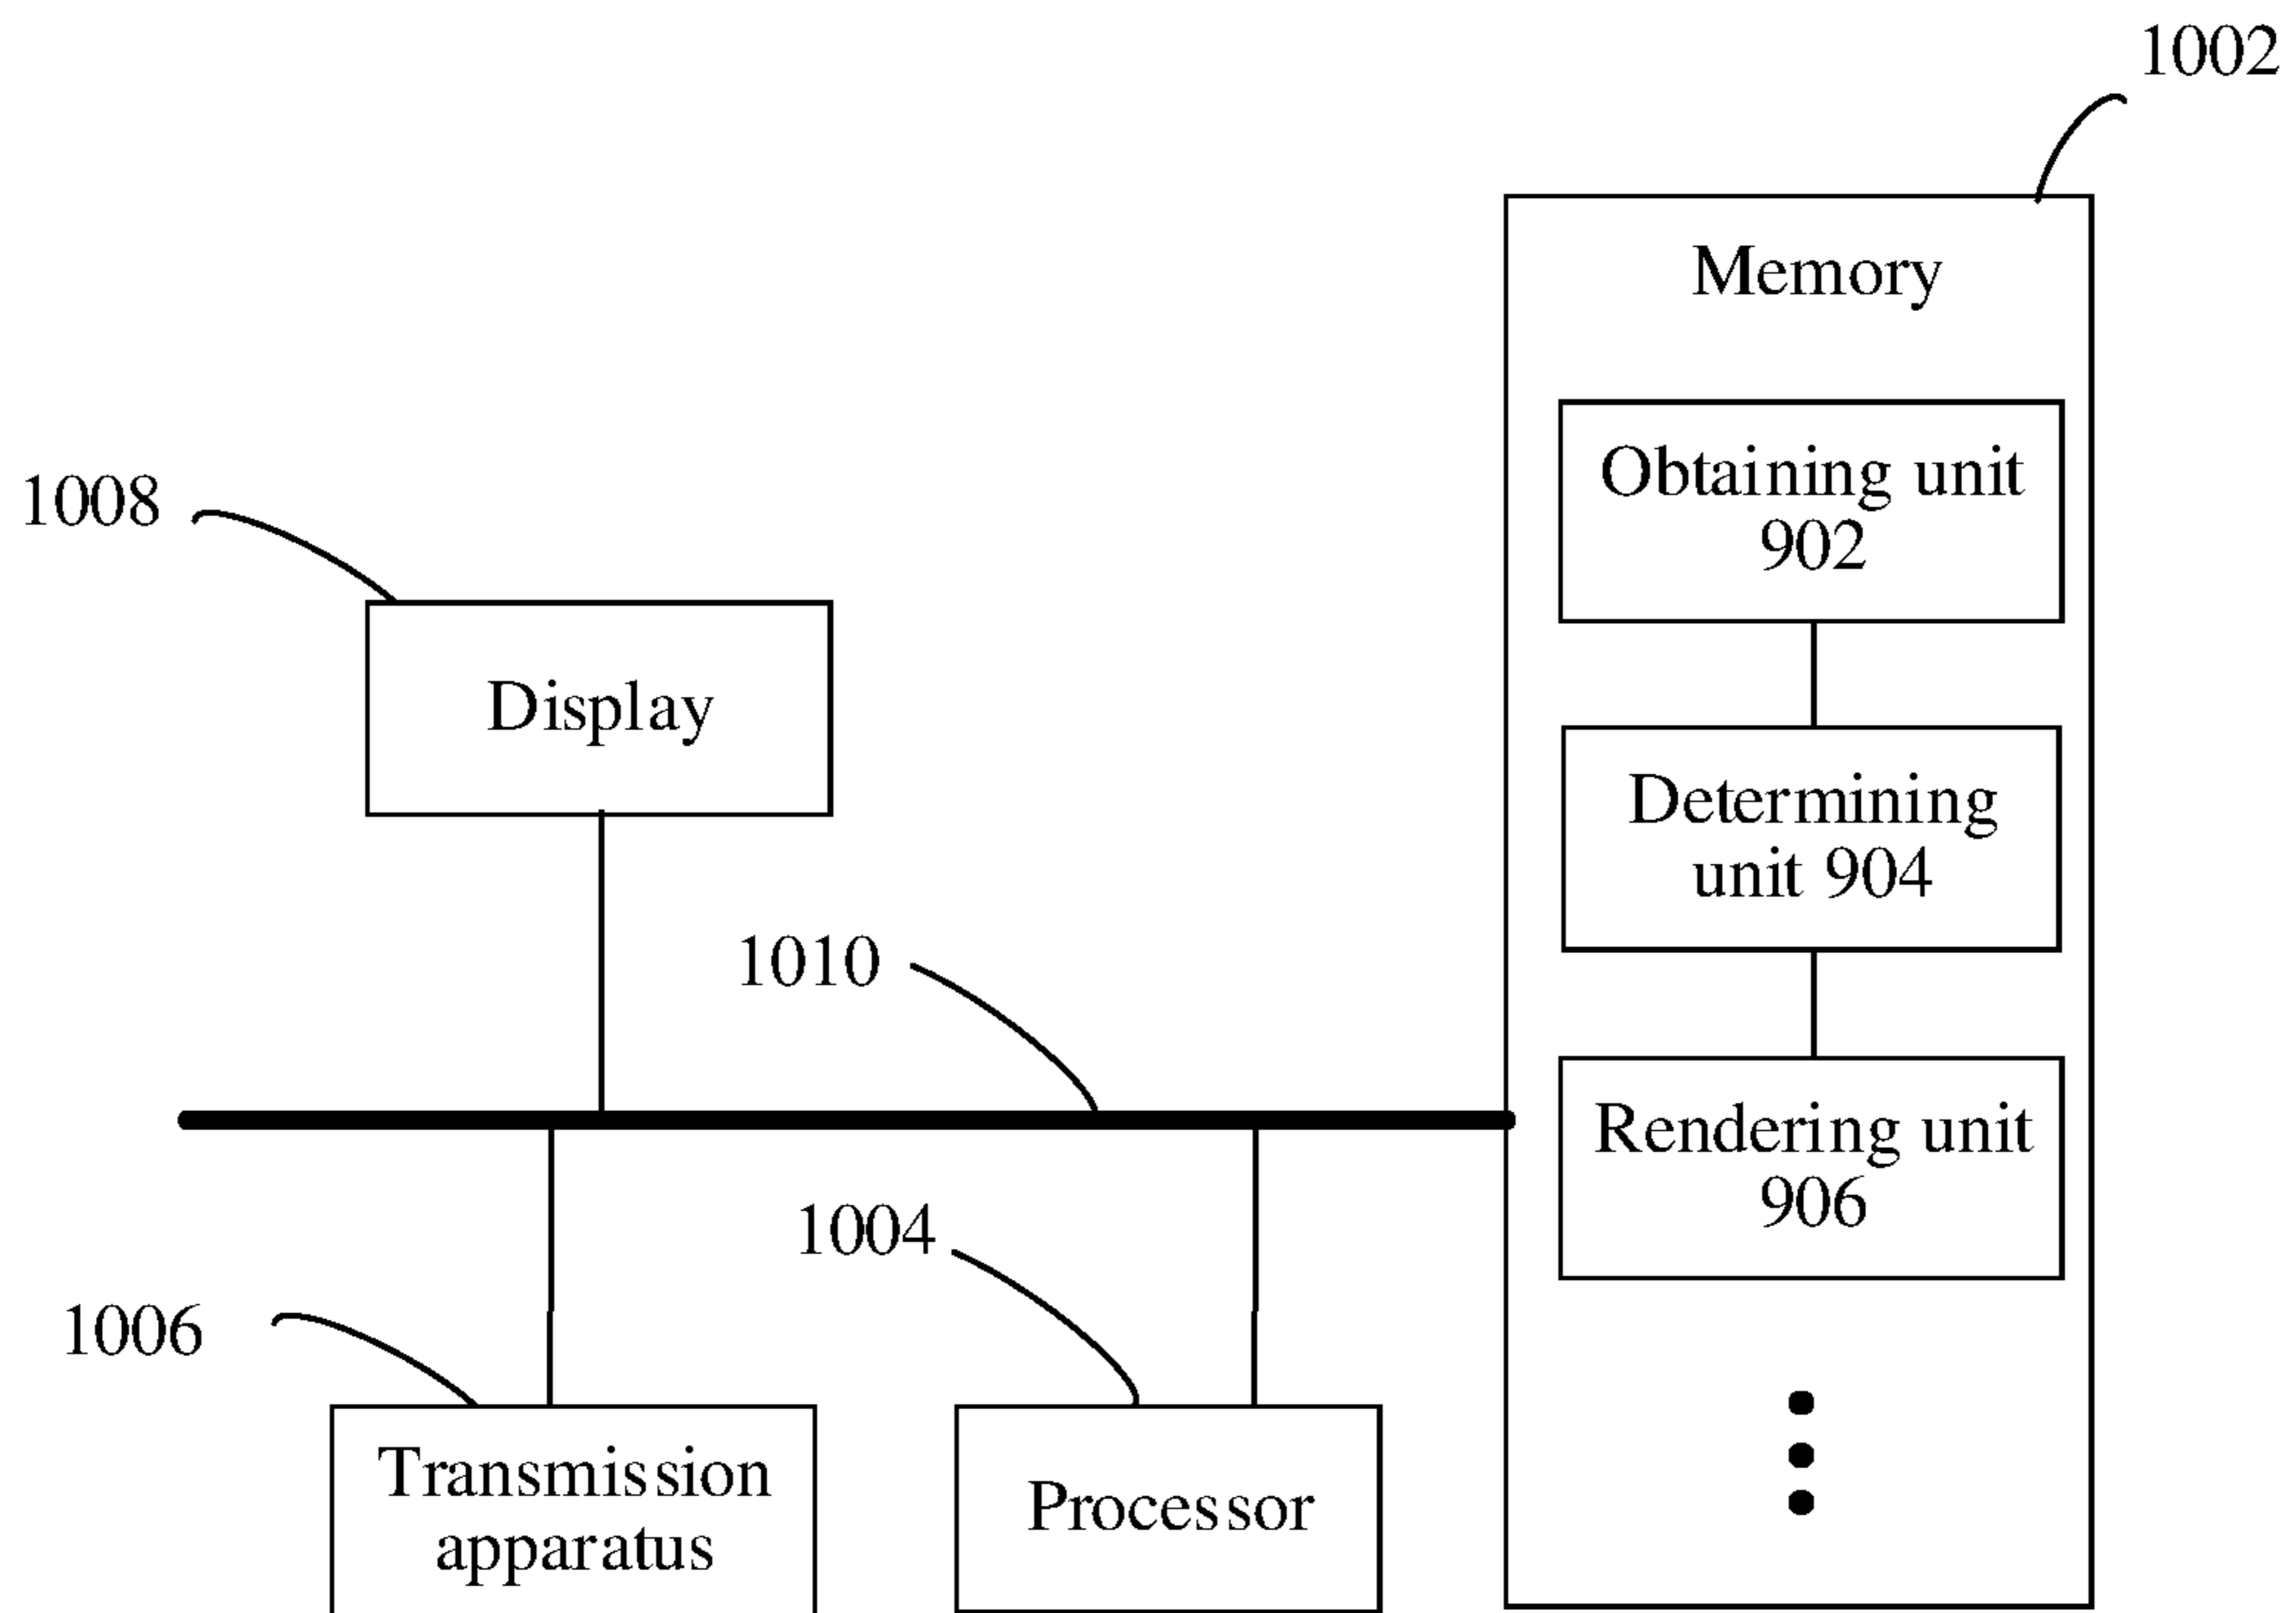 1002
Memory
Obtaining unit
902
1008
Display
Determining
unit 904
1010
Rendering unit
906
1004
1006
Transmission
apparatus
Processor